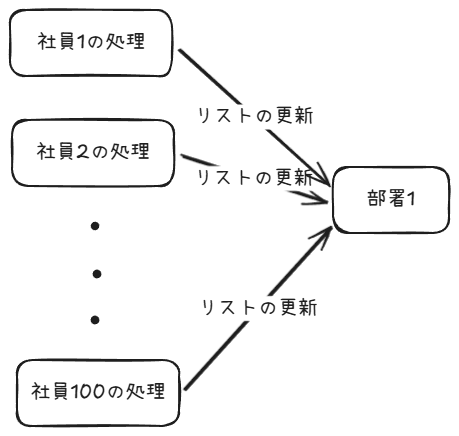 社員1の処理
リストの更新
社員2の処理
リストの更新
部署1
リストの更新
社員100の処理